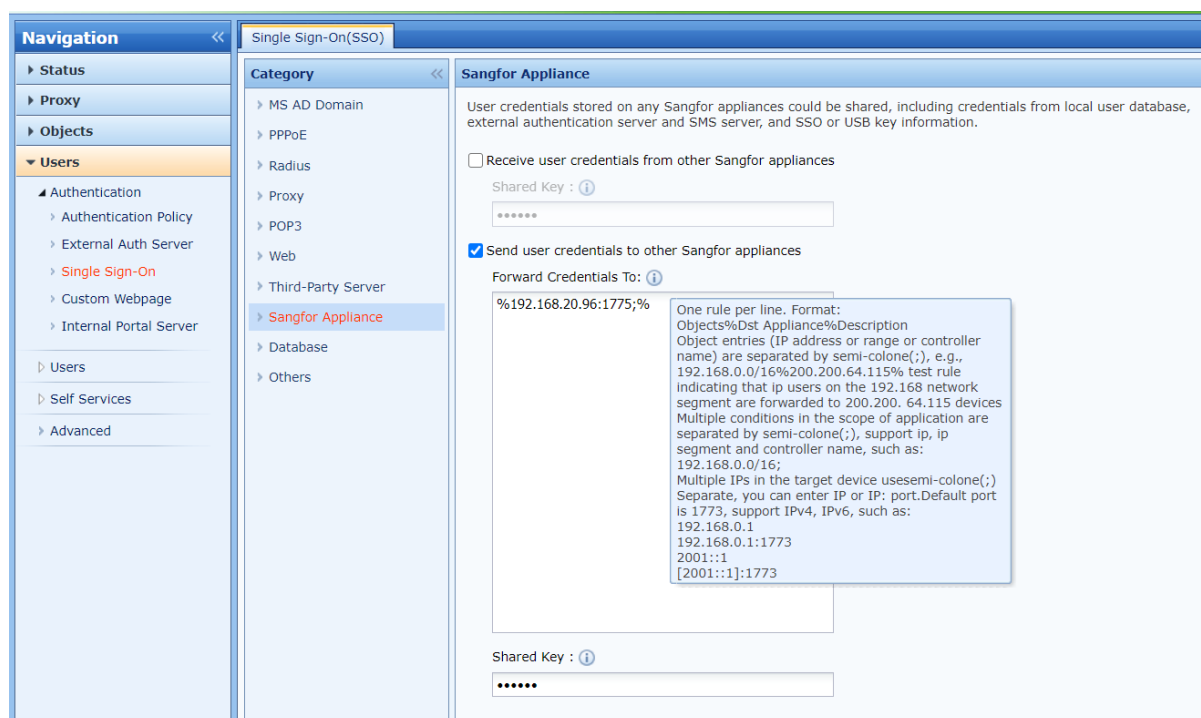 Navigation
Status
Proxy
Objects
Users
Authentication
Authentication Policy
External Auth Server
Single Sign-On
Custom Webpage
Internal Portal Server
Users
Self Services
Advanced
Single Sign-On(SSO)
Category
MS AD Domain
PPPoE
Radius
Proxy
POP3
Web
Third-Party Server
Sangfor Appliance
Database
Others
Sangfor Appliance
User credentials stored on any Sangfor appliances could be shared, including credentials from local user database,
external authentication server and SMS server, and SSO or USB key information.
Receive user credentials from other Sangfor appliances
Shared Key :
••••••
Send user credentials to other Sangfor appliances
Forward Credentials To:
%192.168.20.96:1775;%
One rule per line. Format:
Objects%Dst Appliance%Description
Object entries (IP address or range or controller
name) are separated by semi-colone(;), e.g.,
192.168.0.0/16%200.200.64.115% test rule
indicating that ip users on the 192.168 network
segment are forwarded to 200.200. 64.115 devices
Multiple conditions in the scope of application are
separated by semi-colone(;), support ip, ip
segment and controller name, such as:
192.168.0.0/16;
Multiple IPs in the target device usesemi-colone(;)
Separate, you can enter IP or IP: port.Default port
is 1773, support IPv4, IPv6, such as:
192.168.0.1
192.168.0.1:1773
2001::1
[2001::1]:1773
Shared Key :
••••••